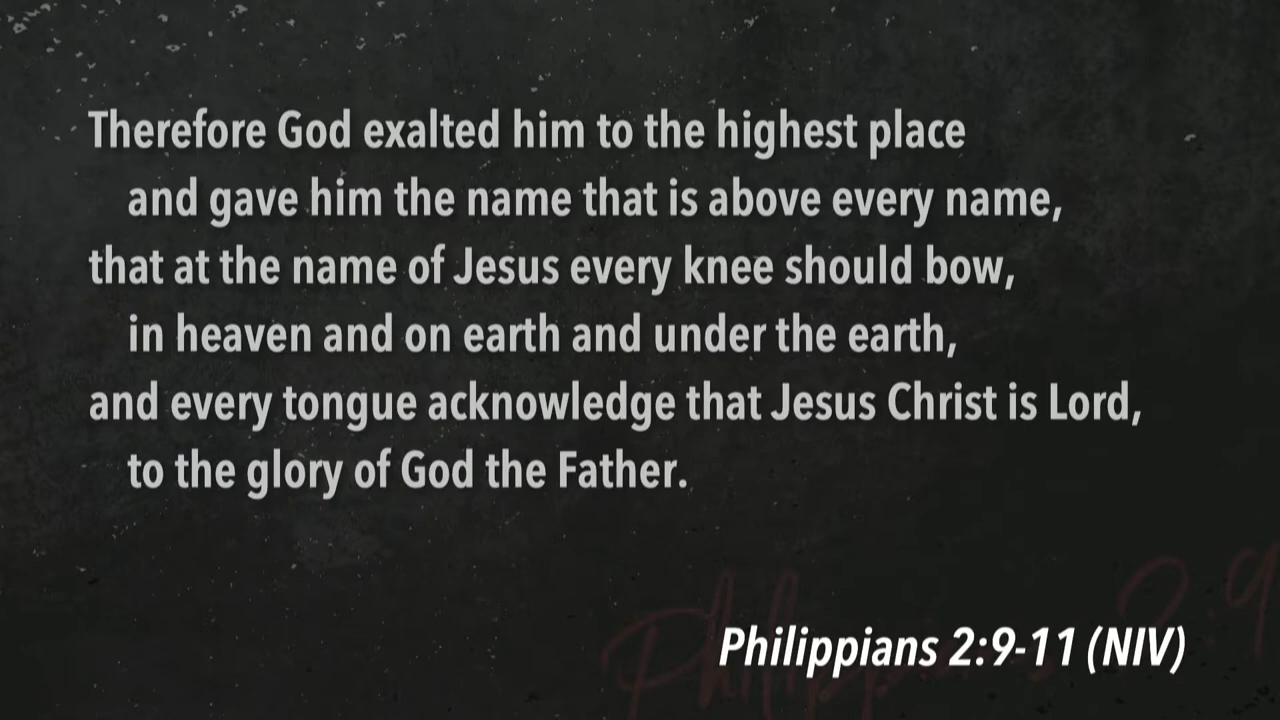 Therefore God exalted him to the highest place
and gave him the name that is above every name,
that at the name of Jesus every knee should bow,
in heaven and on earth and under the earth,
and every tongue acknowledge that Jesus Christ is Lord,
to the glory of God the Father.
Philippians 2:9-11 (NIV)
Philippians 2:9